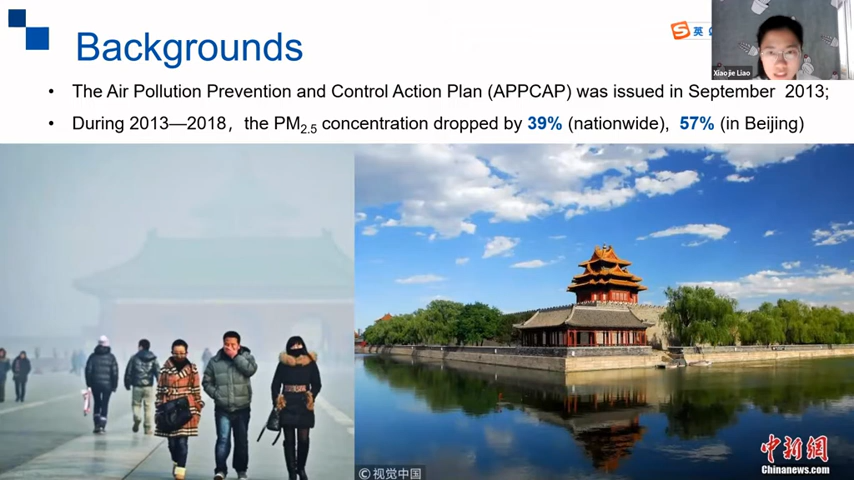 Backgrounds
英
Xiaojie Liao
• The Air Pollution Prevention and Control Action Plan (APPCAP) was issued in September 2013;
• During 2013—2018, the PM2.5 concentration dropped by 39% (nationwide), 57% (in Beijing)
©视觉中国
中新网
Chinanews.com